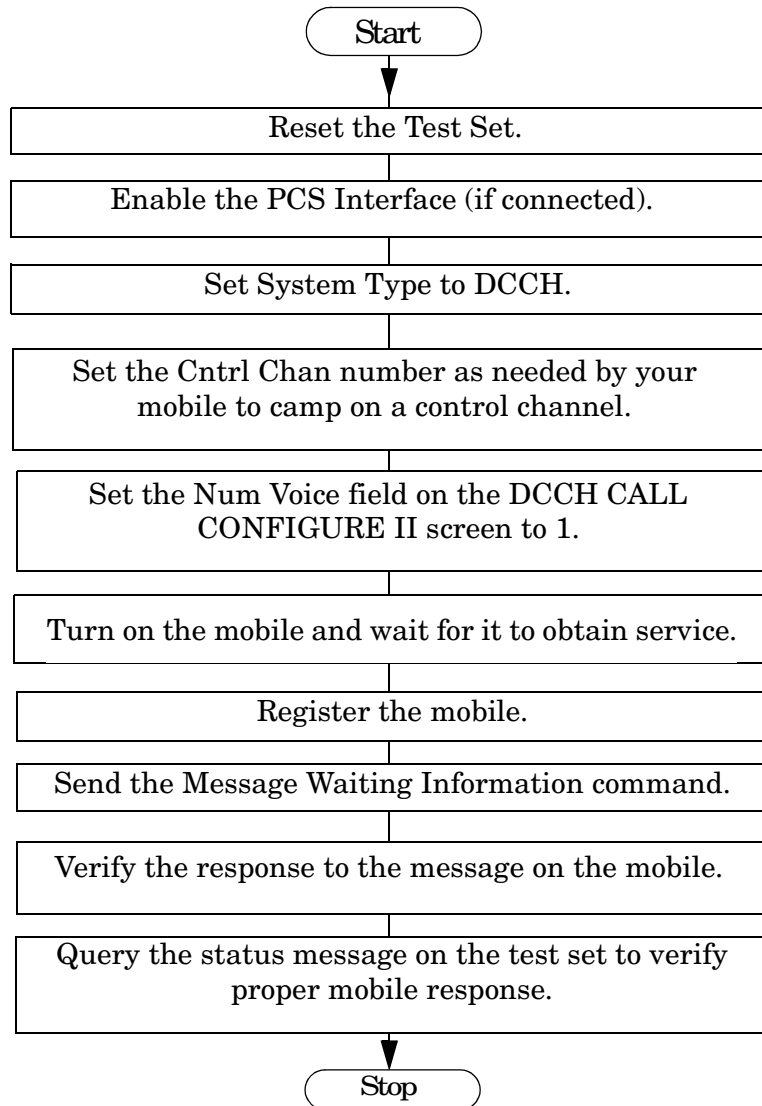 Start
Reset the Test Set.
Enable the PCS Interface (if connected).
Set System Type to DCCH.
Set the Cntrl Chan number as needed by your
mobile to camp on a control channel.
Set the Num Voice field on the DCCH CALL
CONFIGURE II screen to 1.
Turn on the mobile and wait for it to obtain service.
Register the mobile.
Send the Message Waiting Information command.
Verify the response to the message on the mobile.
Query the status message on the test set to verify
proper mobile response.
Stop